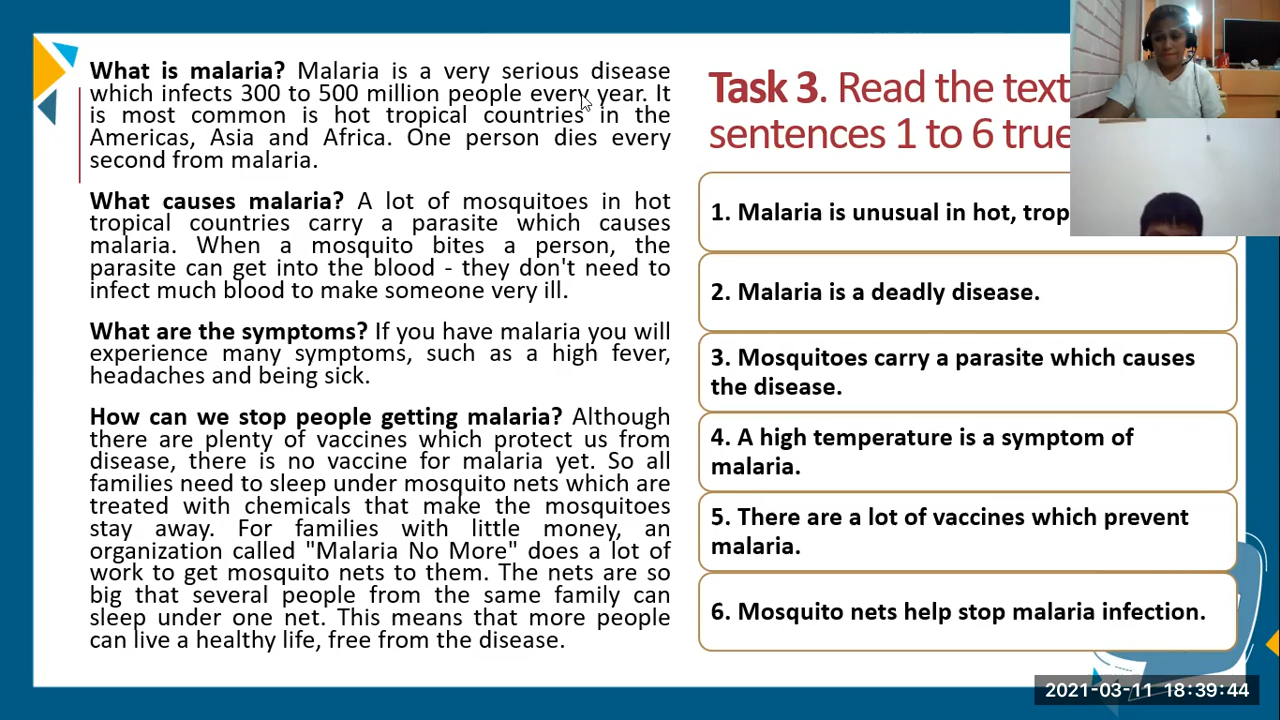 What is malaria? Malaria is a very serious disease
which infects 300 to 500 million people every year. It
is most common is hot tropical countries in the
Americas, Asia and Africa. One person dies every
second from malaria.
What causes malaria? A lot of mosquitoes in hot
tropical countries carry a parasite which causes
malaria. When a mosquito bites a person, the
parasite can get into the blood - they don't need to
infect much blood to make someone very ill.
What are the symptoms? If you have malaria you will
experience many symptoms, such as a high fever,
headaches and being sick.
How can we stop people getting malaria? Although
there are plenty of vaccines which protect us from
disease, there is no vaccine for malaria yet. So all
families need to sleep under mosquito nets which are
treated with chemicals that make the mosquitoes
stay away. For families with little money, an
organization called "Malaria No More" does a lot of
work to get mosquito nets to them. The nets are so
big that several people from the same family can
sleep under one net. This means that more people
can live a healthy life, free from the disease.
Task 3. Read the text
sentences 1 to 6 true
1. Malaria is unusual in hot,
2. Malaria is a deadly disease.
3. Mosquitoes carry a parasite which causes
the disease.
4. A high temperature is a symptom of
malaria.
5. There are a lot of vaccines which prevent
malaria.
6. Mosquito nets help stop malaria infection.
2021-03-11 18:39:44